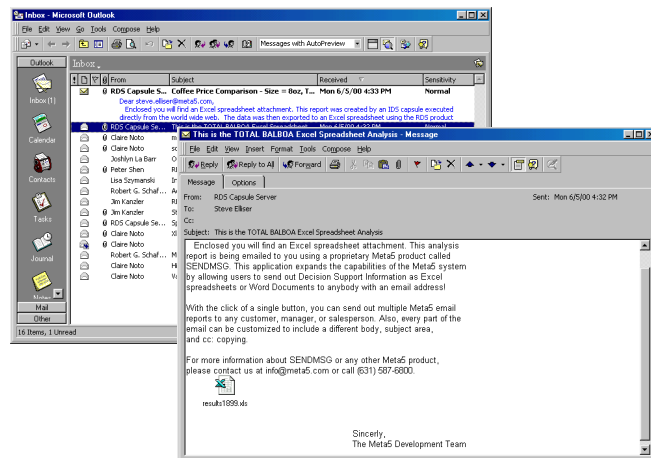 Inbox - Microsoft Outlook
File Edit View Go Tools Compose Help
Messages with AutoPreview
Outlook
Inbox
Inbox (1)
Calendar
Contacts
Tasks
Journal
Notes
Mail
Other
From Subject Received Sensitivity
RDS Capsule S... Coffee Price Comparison - Size = 8oz, T... Mon 6/5/00 4:33 PM Normal
Dear steve.elliser@meta5.com,
Enclosed you will find an Excel spreadsheet attachment. This report was created by an IDS capsule executed
directly from the world wide web. The data was then exported to an Excel spreadsheet using the RDS product
RDS Capsule Se...
Claire Noto
Claire Noto
Joshlyn La Barr
Peter Shen
Lisa Szymanski
Robert G. Schaf...
Jim Kanzler
Jim Kanzler
RDS Capsule Se...
Claire Noto
Claire Noto
Robert G. Schaf...
Claire Noto
Claire Noto
16 Items, 1 Unread
This is the TOTAL BALBOA Excel Spreadsheet Analysis - Message
File Edit View Insert Format Tools Compose Help
Reply Reply to All Forward
Message Options
From: RDS Capsule Server Sent: Mon 6/5/00 4:32 PM
To: Steve Elliser
Cc:
Subject: This is the TOTAL BALBOA Excel Spreadsheet Analysis
Enclosed you will find an Excel spreadsheet attachment. This analysis
report is being emailed to you using a proprietary Meta5 product called
SENDMSG. This application expands the capabilities of the Meta5 system
by allowing users to send out Decision Support Information as Excel
spreadsheets or Word Documents to anybody with an email address!
With the click of a single button, you can send out multiple Meta5 email
reports to any customer, manager, or salesperson. Also, every part of the
email can be customized to include a different body, subject area,
and cc: copying.
For more information about SENDMSG or any other Meta5 product,
please contact us at info@meta5.com or call (631) 587-6800.
results1899.xls
Sincerly,
The Meta5 Development Team